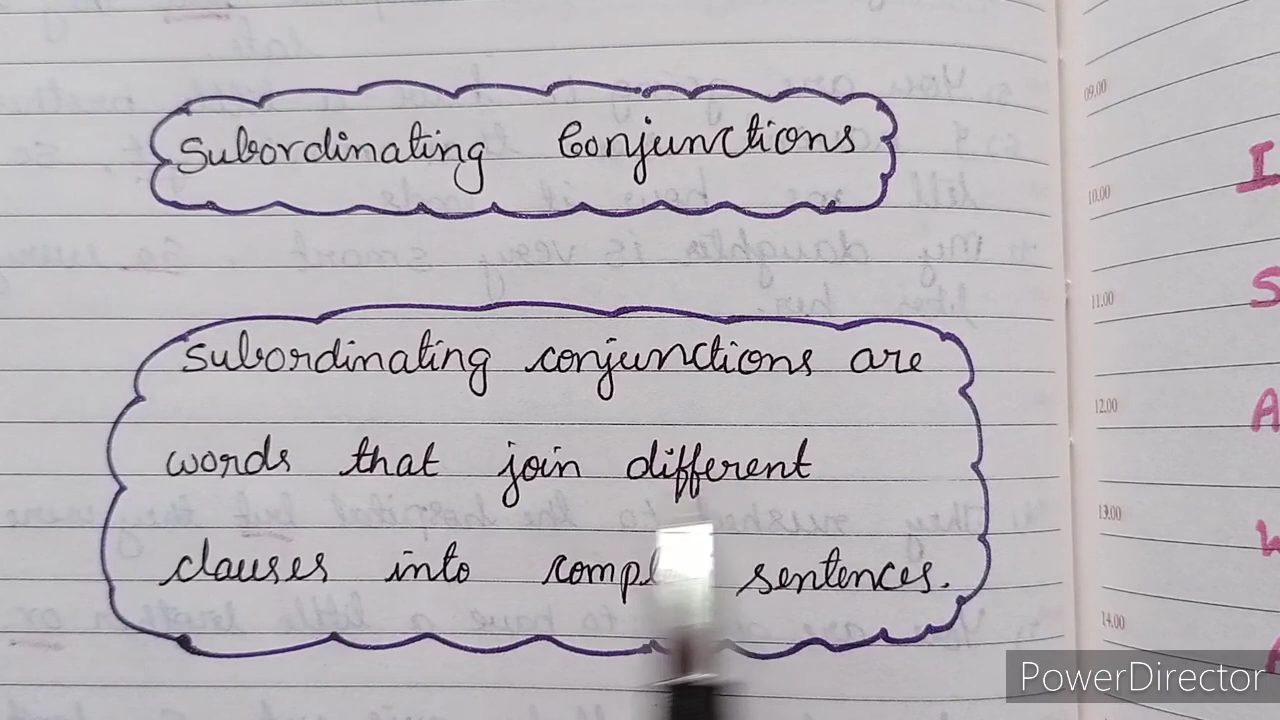 Subordinating Conjunctions
Subordinating conjunctions are
words that join different
clauses into sentences.
09.00
10.00
11.00
12.00
13.00
14.00
I
S
A
W
A
PowerDirector